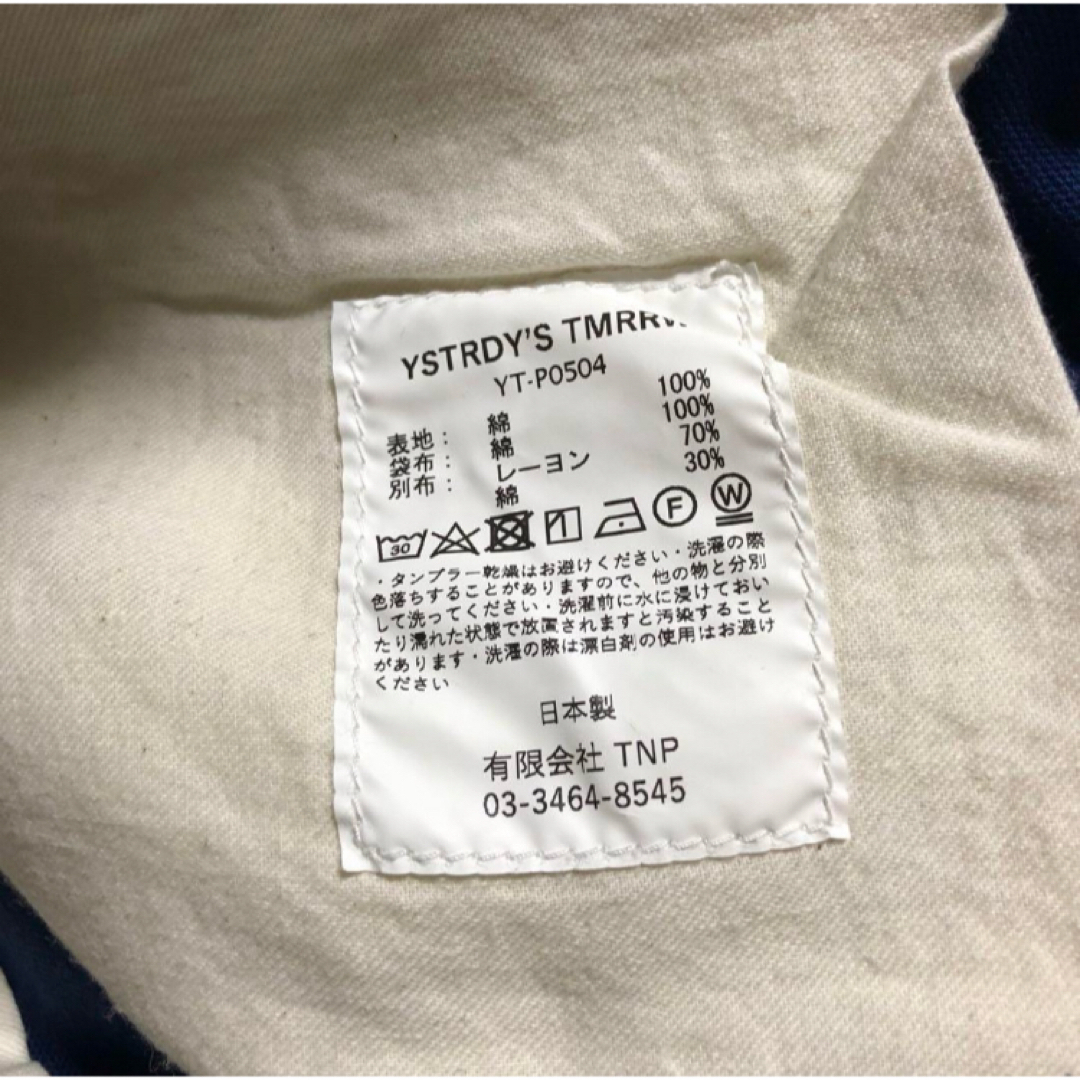 YSTRDY'S TMRRW
YT-P0504
表地： 綿 100%
袋布： 綿 100%
別布： レーヨン 70%
綿 30%
30 F W
・タンブラー乾燥はお避けください・洗濯の際
色落ちすることがありますので、他の物と分別
して洗ってください・洗濯前に水に浸けておい
たり濡れた状態で放置されますと汚染すること
があります・洗濯の際は漂白剤の使用はお避け
ください
日本製
有限会社 TNP
03-3464-8545